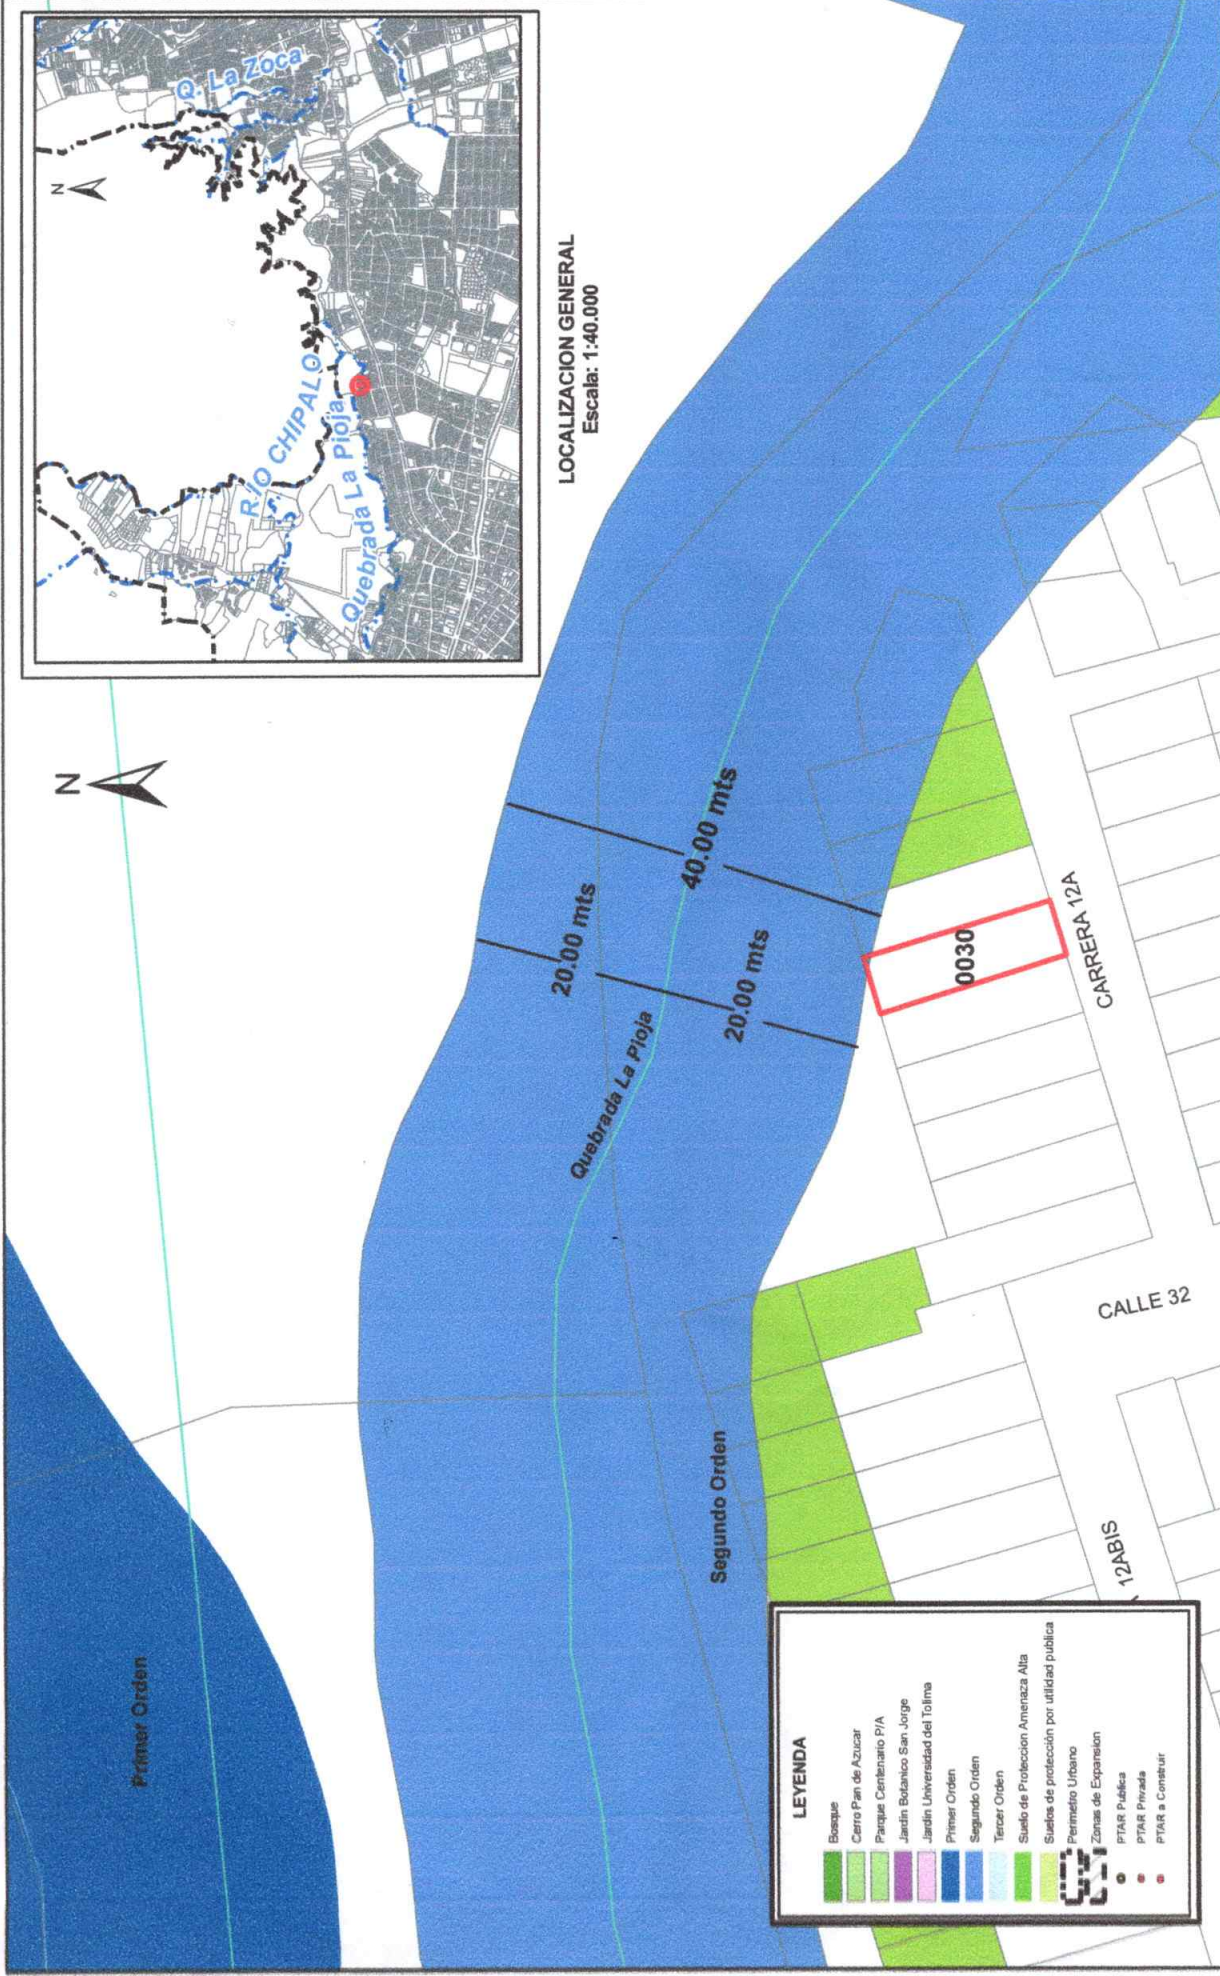 Q. La Zoca
N
RIO CHIPALO
Quebrada La Pioja
LOCALIZACION GENERAL
Escala: 1:40.000
N
40.00 mts
20.00 mts
20.00 mts
Quebrada La Pioja
0030
CARRERA 12A
CALLE 32
12ABIS
Primer Orden
Segundo Orden
LEYENDA
Bosque
Cerro Pan de Azucar
Parque Centenario P/A
Jardin Botanico San Jorge
Jardin Universidad del Tolima
Primer Orden
Segundo Orden
Tercer Orden
Suelo de Proteccion Amenaza Alta
Suelos de protección por utilidad publica
Perimetro Urbano
Zonas de Expansion
PTAR Publica
PTAR Privada
PTAR a Construir